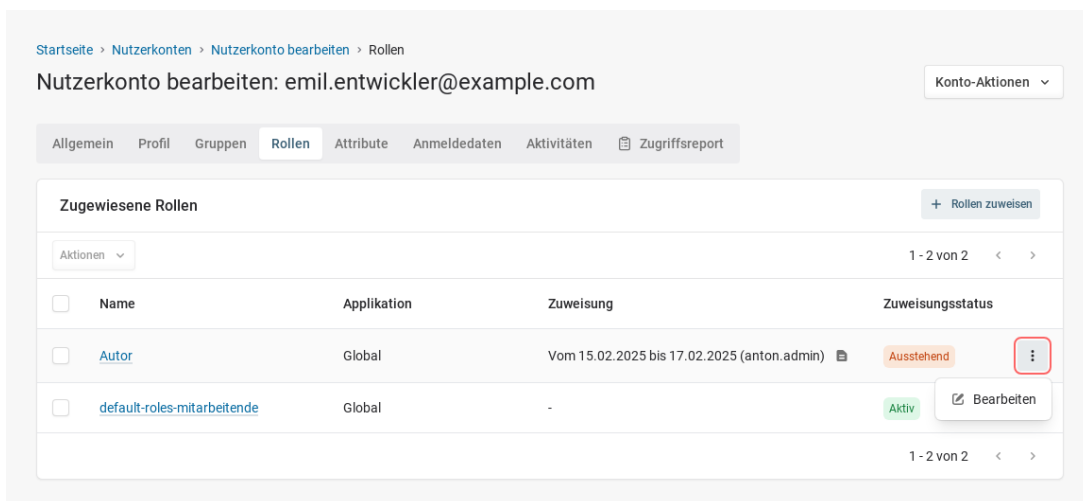 Startseite > Nutzerkonten > Nutzerkonto bearbeiten > Rollen
Nutzerkonto bearbeiten: emil.entwickler@example.com
Konto-Aktionen
Allgemein Profil Gruppen Rollen Attribute Anmeldedaten Aktivitäten Zugriffsreport
Zugewiesene Rollen
+ Rollen zuweisen
Aktionen
1 - 2 von 2 < >
Name Applikation Zuweisung Zuweisungsstatus
Autor Global Vom 15.02.2025 bis 17.02.2025 (anton.admin) Ausstehend
Bearbeiten
default-roles-mitarbeitende Global - Aktiv
1 - 2 von 2 < >